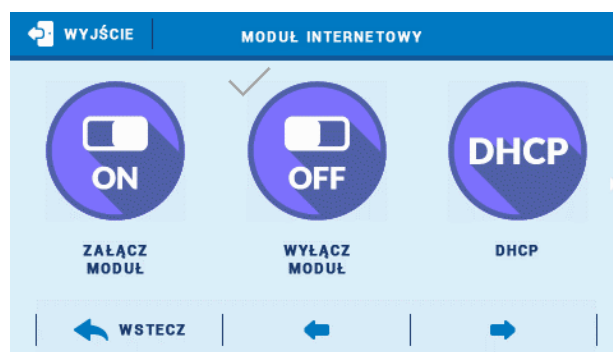 WYJŚCIE
MODUŁ INTERNETOWY
ON
OFF
DHCP
ZAŁĄCZ
MODUŁ
WYŁĄCZ
MODUŁ
DHCP
WSTECZ